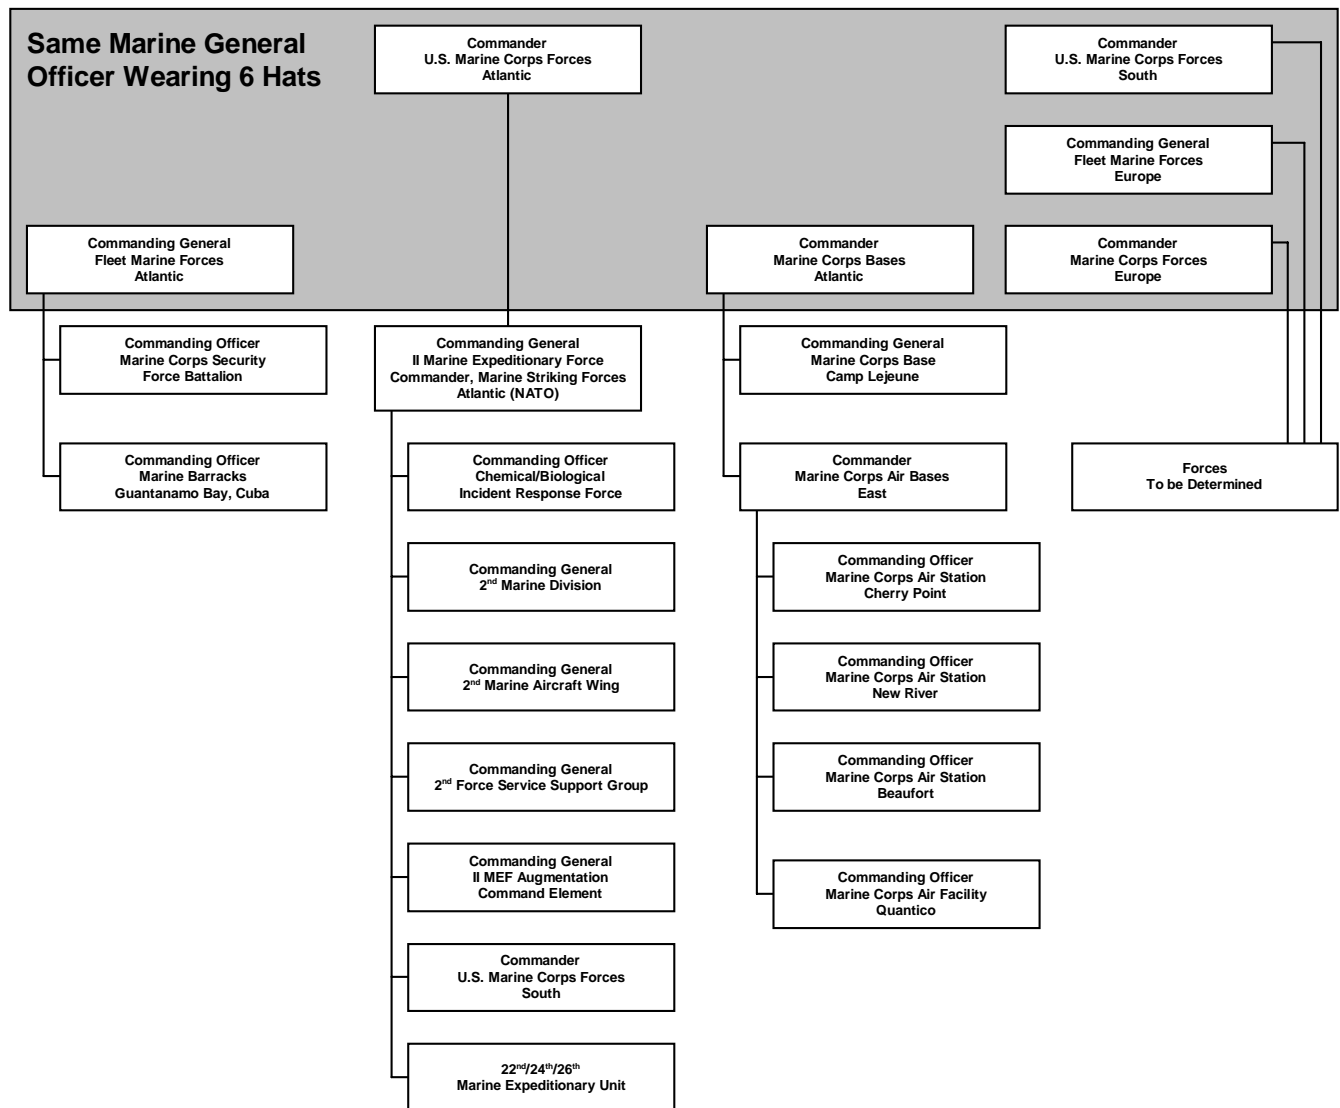 Same Marine General
Officer Wearing 6 Hats
Commander
U.S. Marine Corps Forces
Atlantic
Commander
U.S. Marine Corps Forces
South
Commanding General
Fleet Marine Forces
Europe
Commanding General
Fleet Marine Forces
Atlantic
Commander
Marine Corps Bases
Atlantic
Commander
Marine Corps Forces
Europe
Commanding Officer
Marine Corps Security
Force Battalion
Commanding General
II Marine Expeditionary Force
Commander, Marine Striking Forces
Atlantic (NATO)
Commanding General
Marine Corps Base
Camp Lejeune
Commanding Officer
Marine Barracks
Guantanamo Bay, Cuba
Commanding Officer
Chemical/Biological
Incident Response Force
Commander
Marine Corps Air Bases
East
Forces
To be Determined
Commanding General
2nd Marine Division
Commanding Officer
Marine Corps Air Station
Cherry Point
Commanding General
2nd Marine Aircraft Wing
Commanding Officer
Marine Corps Air Station
New River
Commanding General
2nd Force Service Support Group
Commanding Officer
Marine Corps Air Station
Beaufort
Commanding General
II MEF Augmentation
Command Element
Commanding Officer
Marine Corps Air Facility
Quantico
Commander
U.S. Marine Corps Forces
South
22nd/24th/26th
Marine Expeditionary Unit